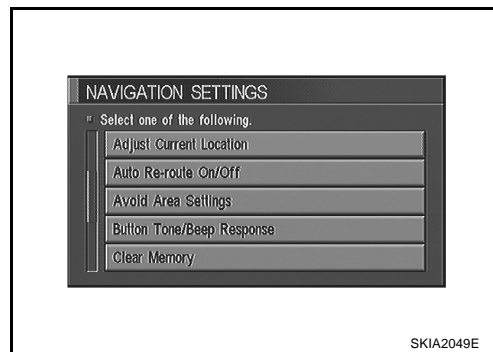 NAVIGATION SETTINGS
Select one of the following.
Adjust Current Location
Auto Re-route On/Off
Avoid Area Settings
Button Tone/Beep Response
Clear Memory
SKIA2049E